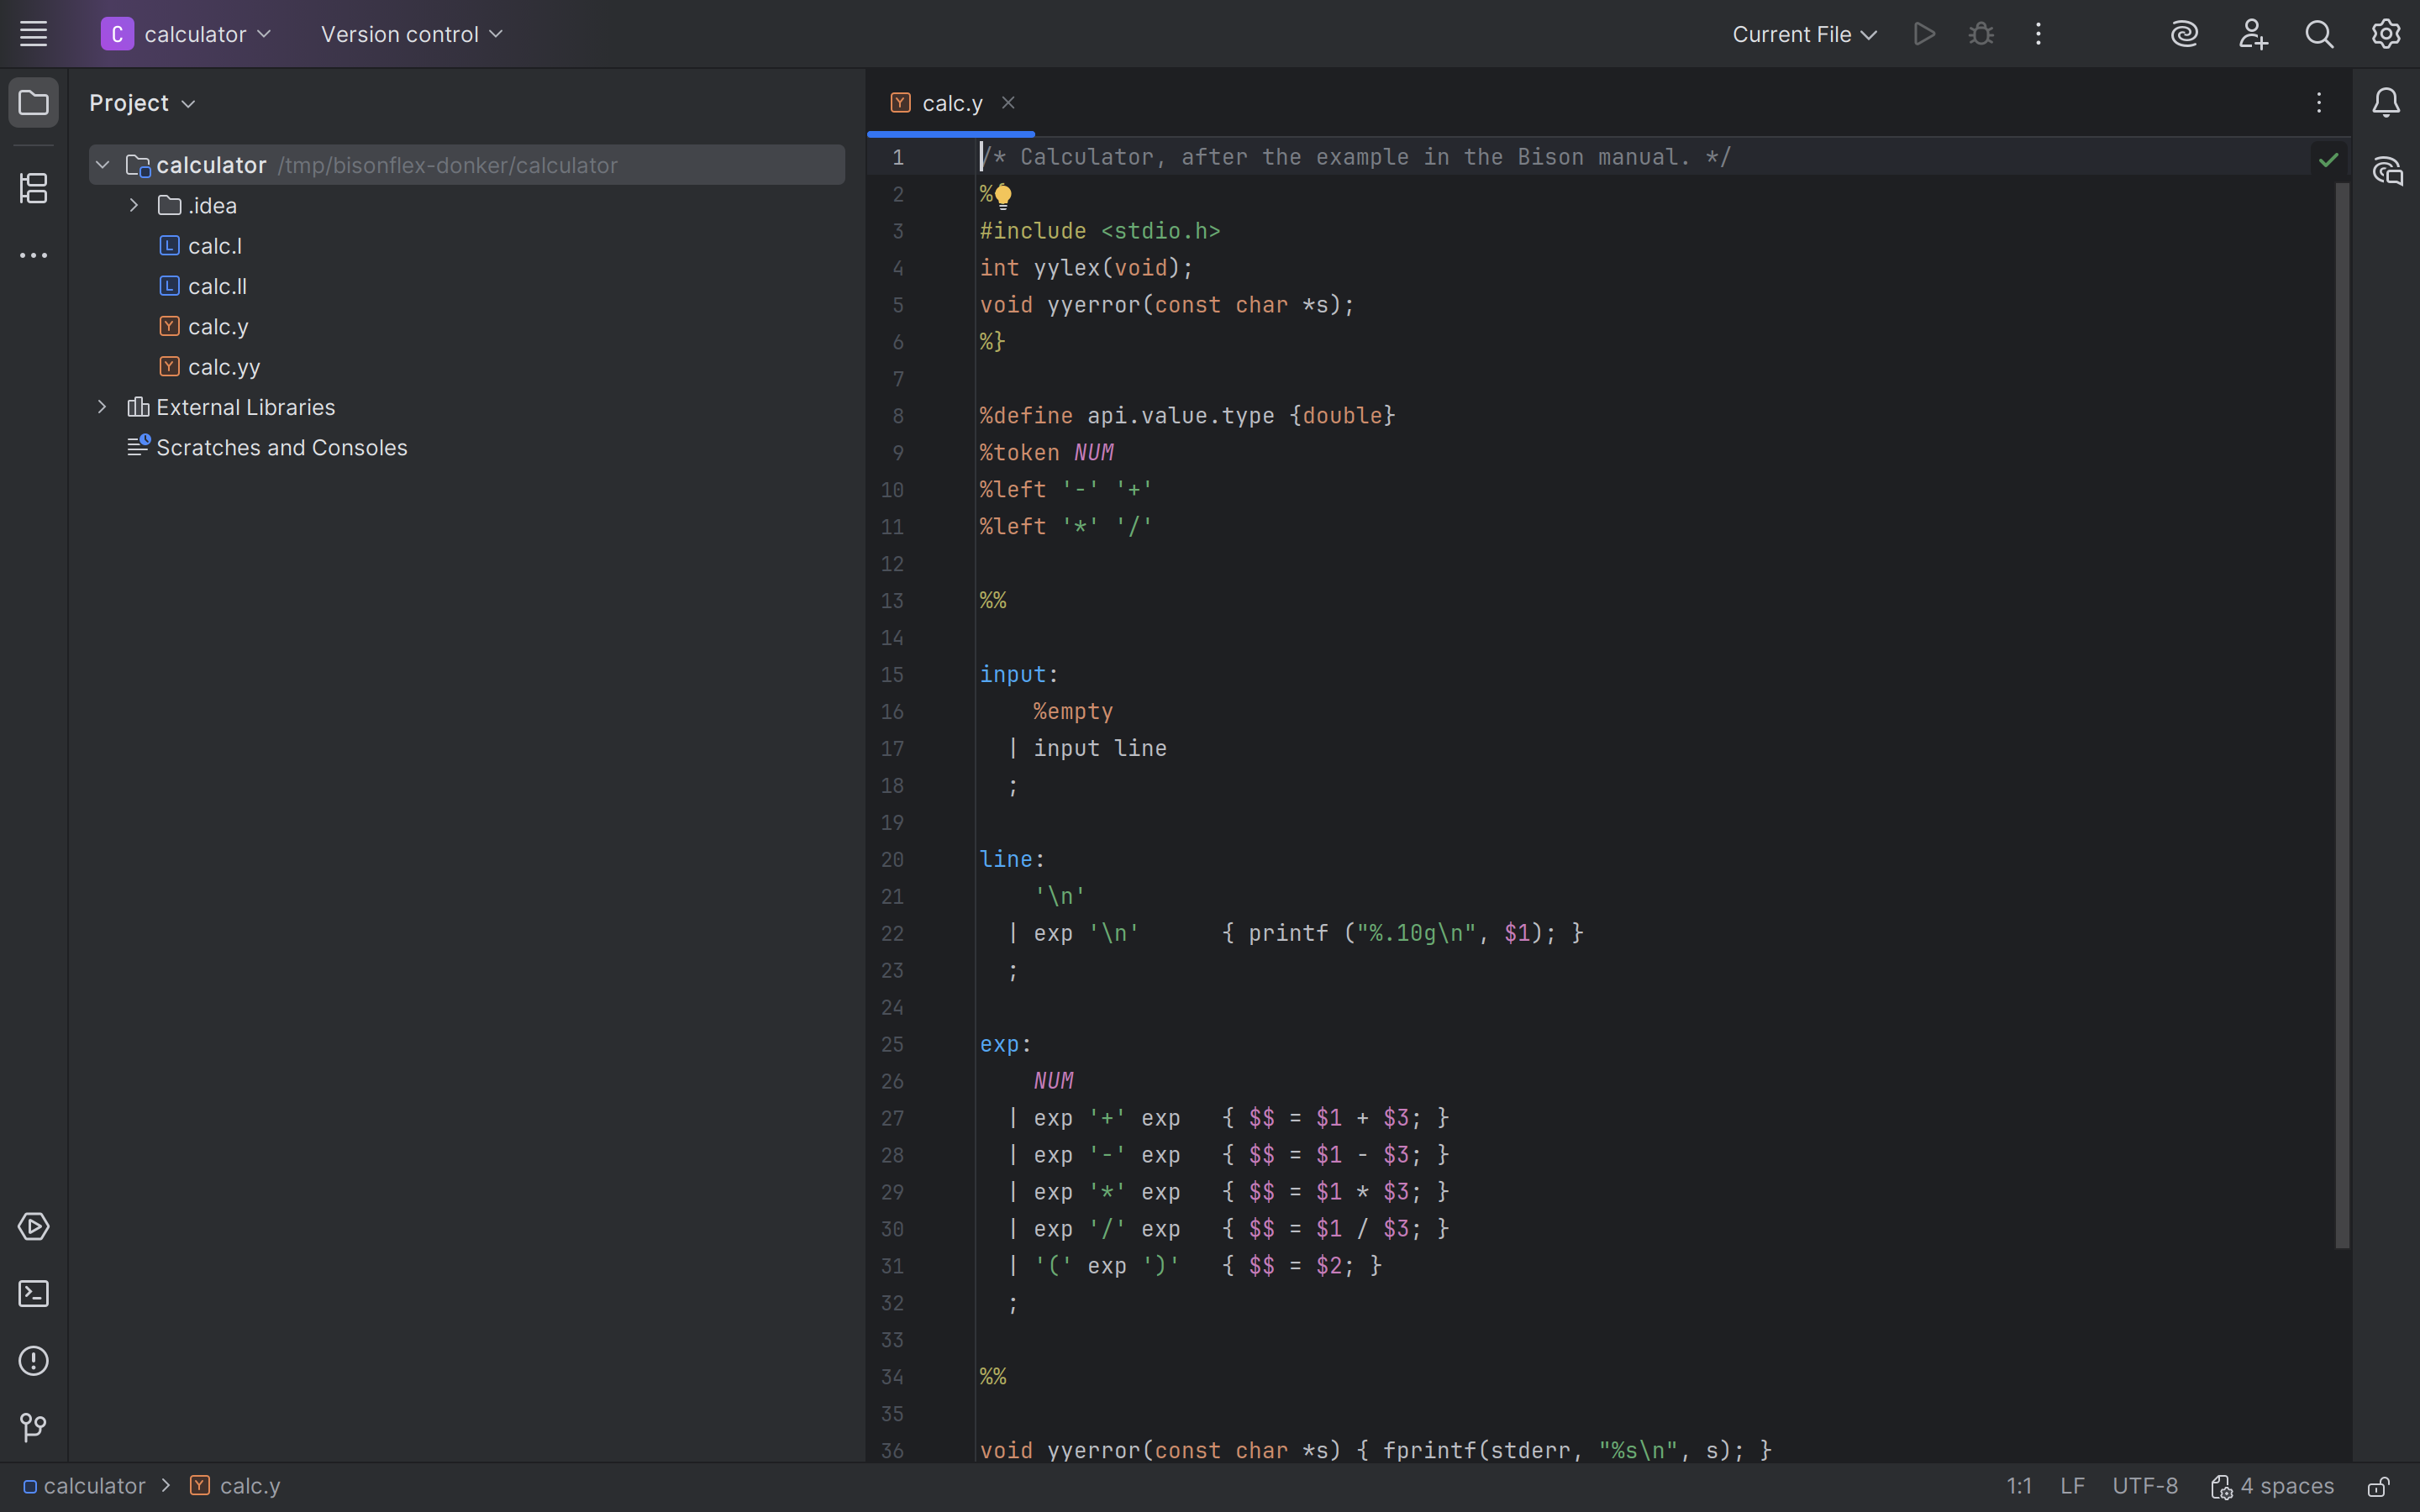 C calculator Version control Current File
Project
calculator /tmp/bisonflex-donker/calculator
.idea
L calc.l
L calc.ll
Y calc.y
Y calc.yy
External Libraries
Scratches and Consoles
Y calc.y
1 /* Calculator, after the example in the Bison manual. */
2 %
3 #include <stdio.h>
4 int yylex(void);
5 void yyerror(const char *s);
6 %}
7
8 %define api.value.type {double}
9 %token NUM
10 %left '-' '+'
11 %left '*' '/'
12
13 %%
14
15 input:
16     %empty
17   | input line
18   ;
19
20 line:
21     '\n'
22   | exp '\n'      { printf ("%.10g\n", $1); }
23   ;
24
25 exp:
26     NUM
27   | exp '+' exp   { $$ = $1 + $3; }
28   | exp '-' exp   { $$ = $1 - $3; }
29   | exp '*' exp   { $$ = $1 * $3; }
30   | exp '/' exp   { $$ = $1 / $3; }
31   | '(' exp ')'   { $$ = $2; }
32   ;
33
34 %%
35
36 void yyerror(const char *s) { fprintf(stderr, "%s\n", s); }
calculator > Y calc.y 1:1 LF UTF-8 4 spaces